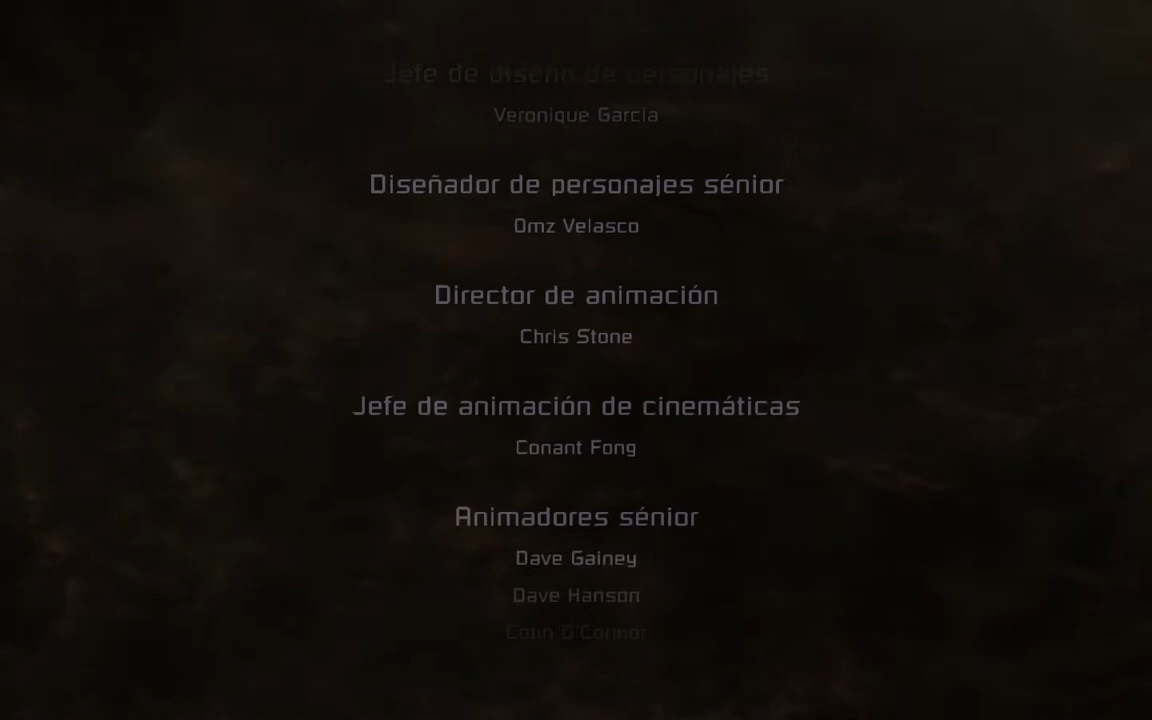 Jefe de diseño de personajes
Veronique Garcia
Diseñador de personajes sénior
Omz Velasco
Director de animación
Chris Stone
Jefe de animación de cinemáticas
Conant Fong
Animadores sénior
Dave Gainey
Dave Hanson
Colin O'Connor